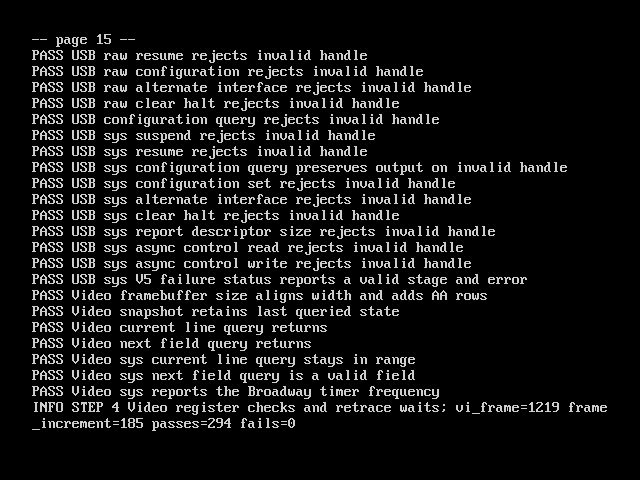 -- page 15 --
PASS USB raw resume rejects invalid handle
PASS USB raw configuration rejects invalid handle
PASS USB raw alternate interface rejects invalid handle
PASS USB raw clear halt rejects invalid handle
PASS USB configuration query rejects invalid handle
PASS USB sys suspend rejects invalid handle
PASS USB sys resume rejects invalid handle
PASS USB sys configuration query preserves output on invalid handle
PASS USB sys configuration set rejects invalid handle
PASS USB sys alternate interface rejects invalid handle
PASS USB sys clear halt rejects invalid handle
PASS USB sys report descriptor size rejects invalid handle
PASS USB sys async control read rejects invalid handle
PASS USB sys async control write rejects invalid handle
PASS USB sys V5 failure status reports a valid stage and error
PASS Video framebuffer size aligns width and adds AA rows
PASS Video snapshot retains last queried state
PASS Video current line query returns
PASS Video next field query returns
PASS Video sys current line query stays in range
PASS Video sys next field query is a valid field
PASS Video sys reports the Broadway timer frequency
INFO STEP 4 Video register checks and retrace waits; vi_frame=1219 frame
_increment=185 passes=294 fails=0